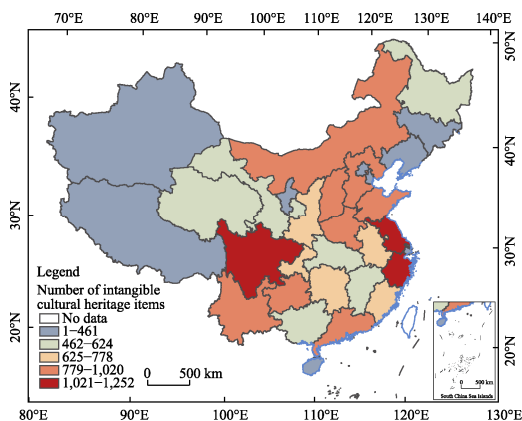 70°E 80°E 90°E 100°E 110°E 120°E 130°E 140°E
50°N
40°N
40°N
30°N
30°N
20°N
20°N
Legend
Number of intangible
cultural heritage items
No data
1−461
462−624
625−778
779−1,020
1,021−1,252
0 500 km
0 500 km
South China Sea islands
80°E 90°E 100°E 110°E 120°E 130°E